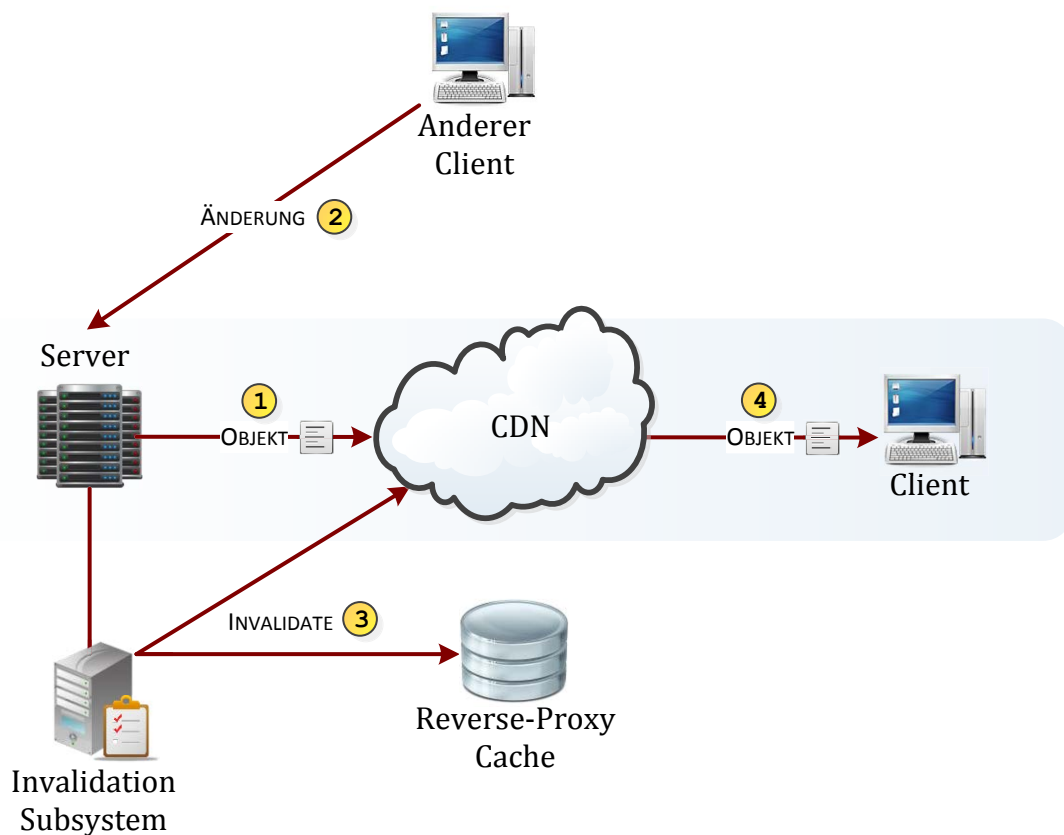 Anderer
Client
ÄNDERUNG 2
Server
1
OBJEKT
CDN
4
OBJEKT
Client
INVALIDATE 3
Reverse-Proxy
Cache
Invalidation
Subsystem